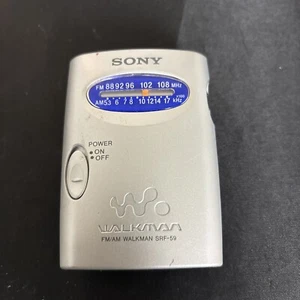 SONY
FM 88 92 96 102 108 MHz
AM 53 6 7 8 10 12 14 17 kHz
POWER
ON
OFF
WALKMAN
FM/AM WALKMAN SRF-59